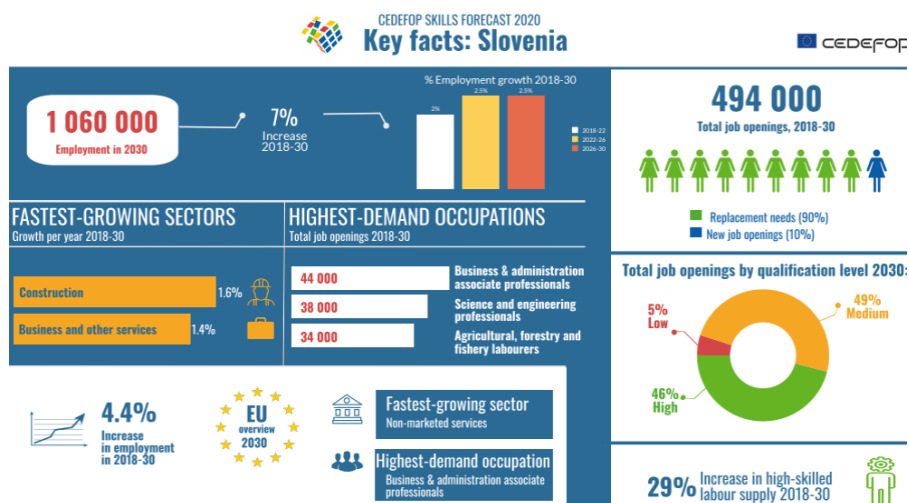 CEDEFOP SKILLS FORECAST 2020
Key facts: Slovenia
CEDEFOP
1 060 000
Employment in 2030
7%
Increase
2018-30
% Employment growth 2018-30
2%
2.5%
2.5%
2018-22
2022-26
2026-30
494 000
Total job openings, 2018-30
Replacement needs (90%)
New job openings (10%)
FASTEST-GROWING SECTORS
Growth per year 2018-30
Construction
1.6%
Business and other services
1.4%
HIGHEST-DEMAND OCCUPATIONS
Total job openings 2018-30
44 000
Business & administration
associate professionals
38 000
Science and engineering
professionals
34 000
Agricultural, forestry and
fishery labourers
Total job openings by qualification level 2030:
5%
Low
49%
Medium
46%
High
4.4%
Increase
in employment
in 2018-30
EU
overview
2030
Fastest-growing sector
Non-marketed services
Highest-demand occupation
Business & administration associate
professionals
29% Increase in high-skilled
labour supply 2018-30